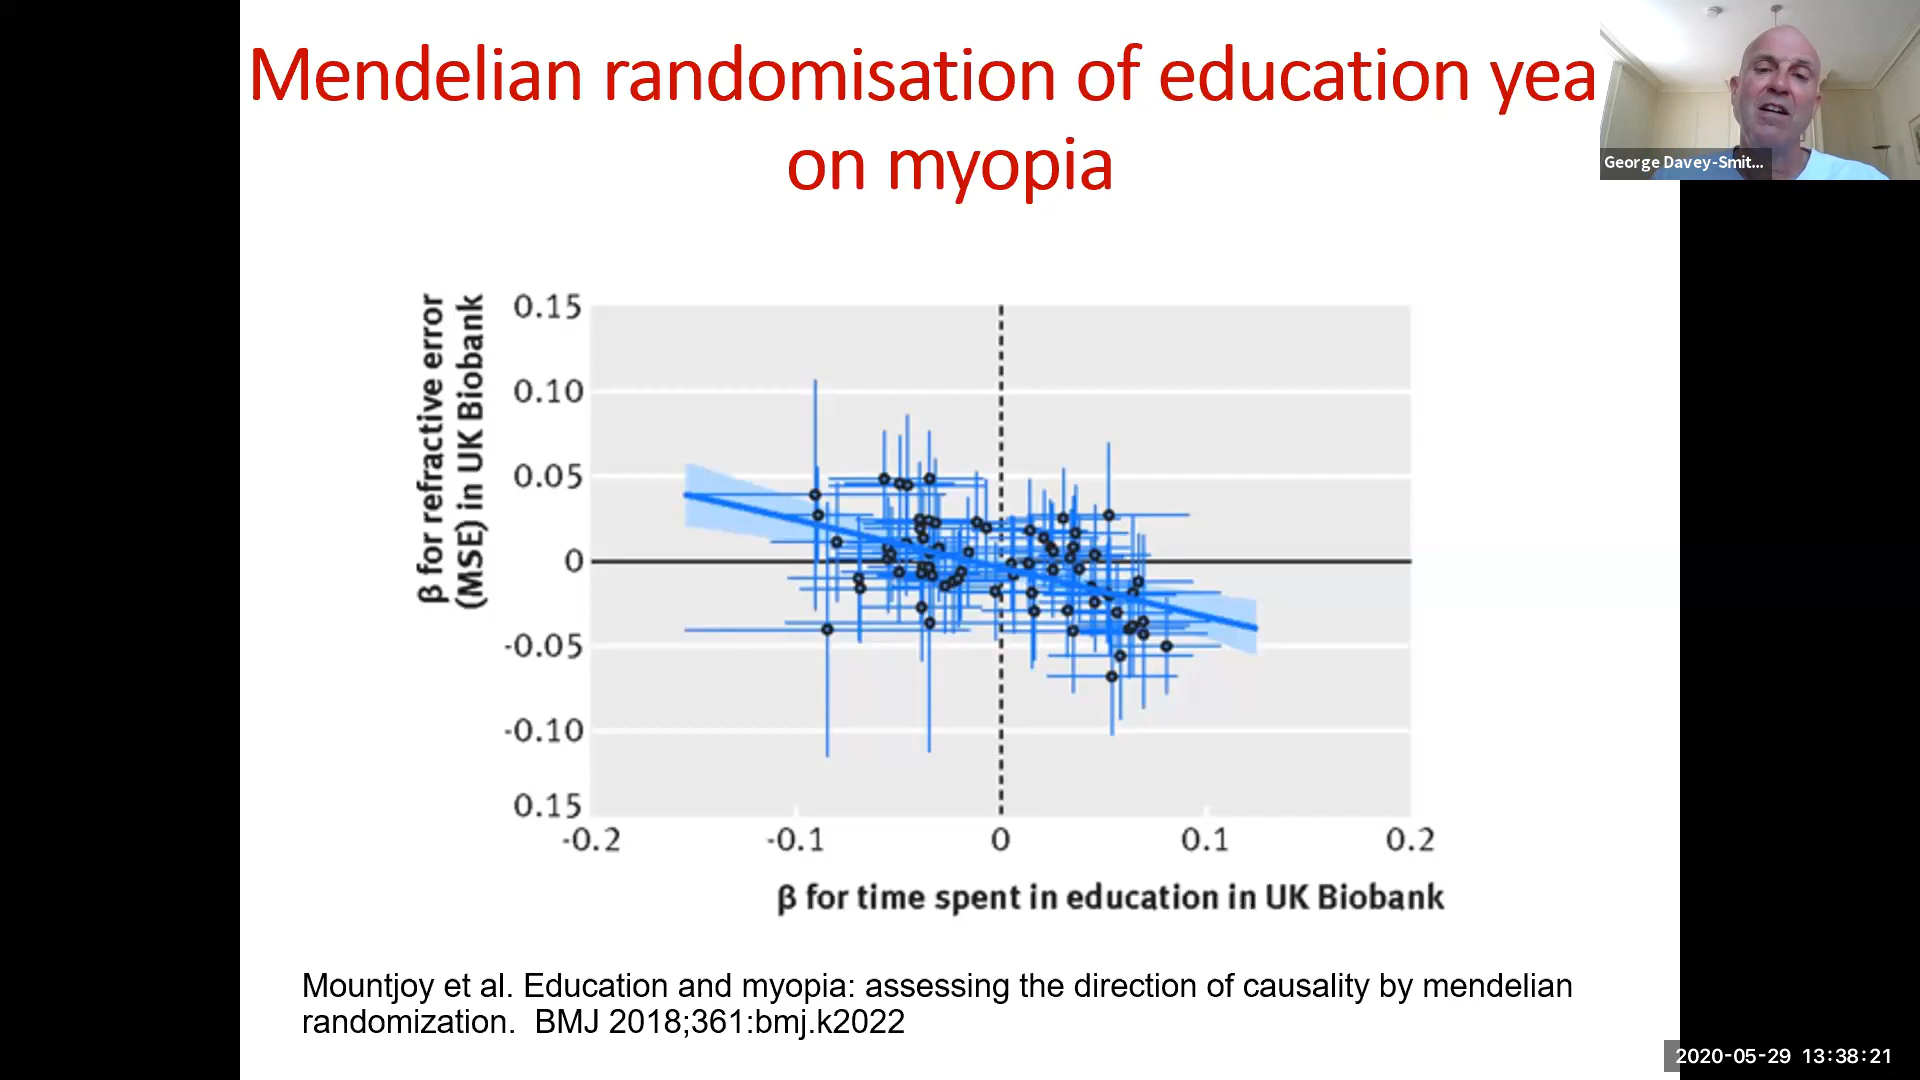 Mendelian randomisation of education yea
on myopia
George Davey-Smit...
β for refractive error
(MSE) in UK Biobank
0.15
0.10
0.05
0
-0.05
-0.10
0.15
-0.2
-0.1
0
0.1
0.2
β for time spent in education in UK Biobank
Mountjoy et al. Education and myopia: assessing the direction of causality by mendelian
randomization. BMJ 2018;361:bmj.k2022
2020-05-29 13:38:21